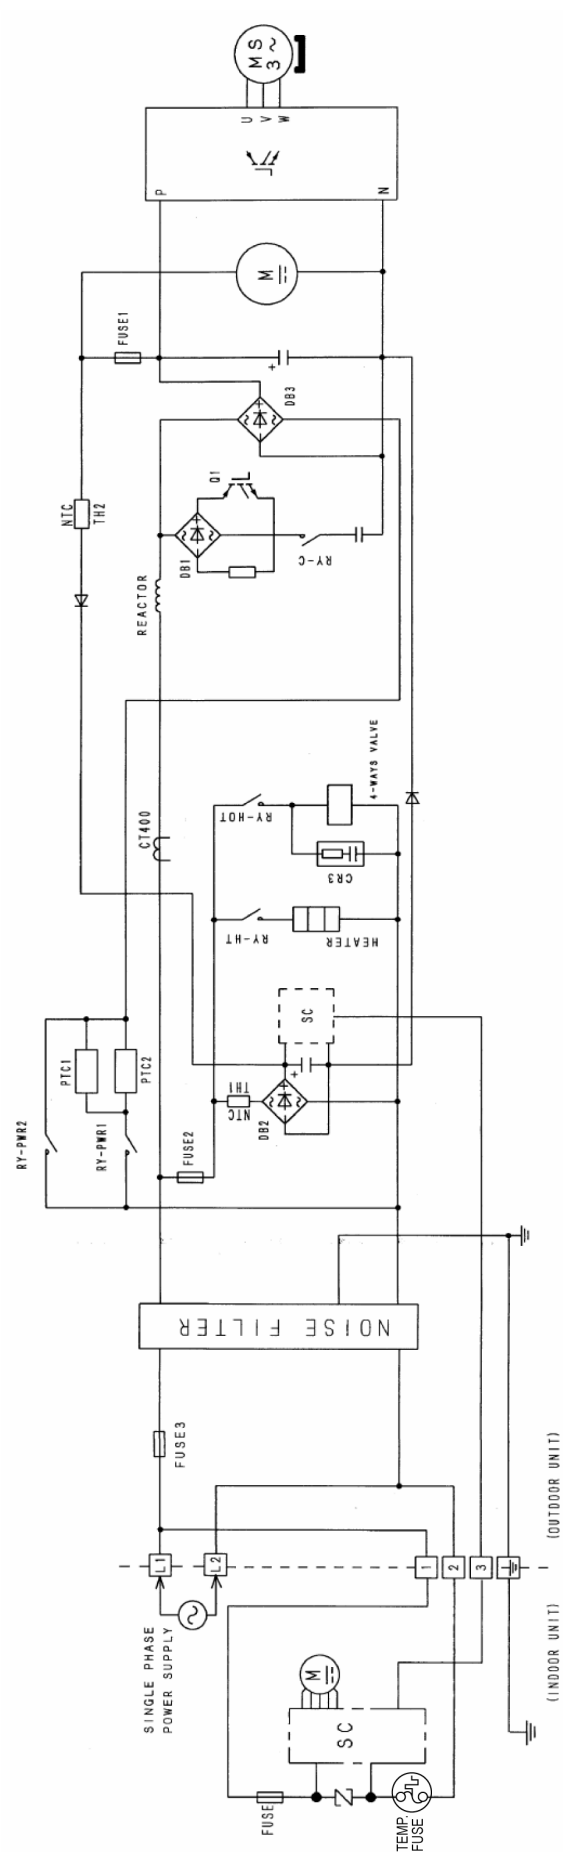 MS
3~
U
V
W
P
N
M
FUSE1
+
DB3
NTC
TH2
Q1
DB1
RY-C
REACTOR
4-WAYS VALVE
RY-HOT
CT400
CR3
RY-HT
HEATER
SC
PTC1
PTC2
+
NTC
TH1
DB2
RY-PWR2
RY-PWR1
FUSE2
NOISE FILTER
FUSE3
(OUTDOOR UNIT)
L1
L2
1
2
3
(INDOOR UNIT)
SINGLE PHASE
POWER SUPPLY
M
SC
FUSE
TEMP.
FUSE